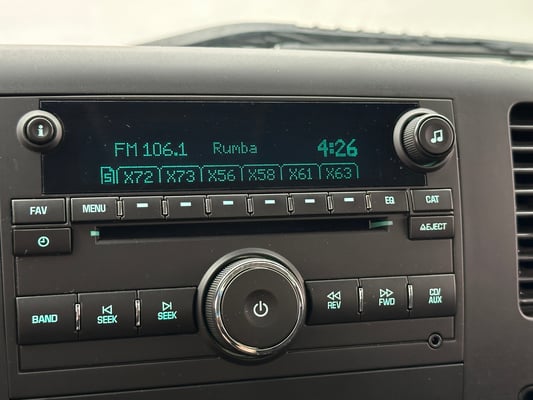 i
FM 106.1 Rumba 4:26
5 X72 X73 X56 X58 X61 X63
FAV MENU EQ CAT
EJECT
BAND SEEK SEEK REV FWD CD/AUX